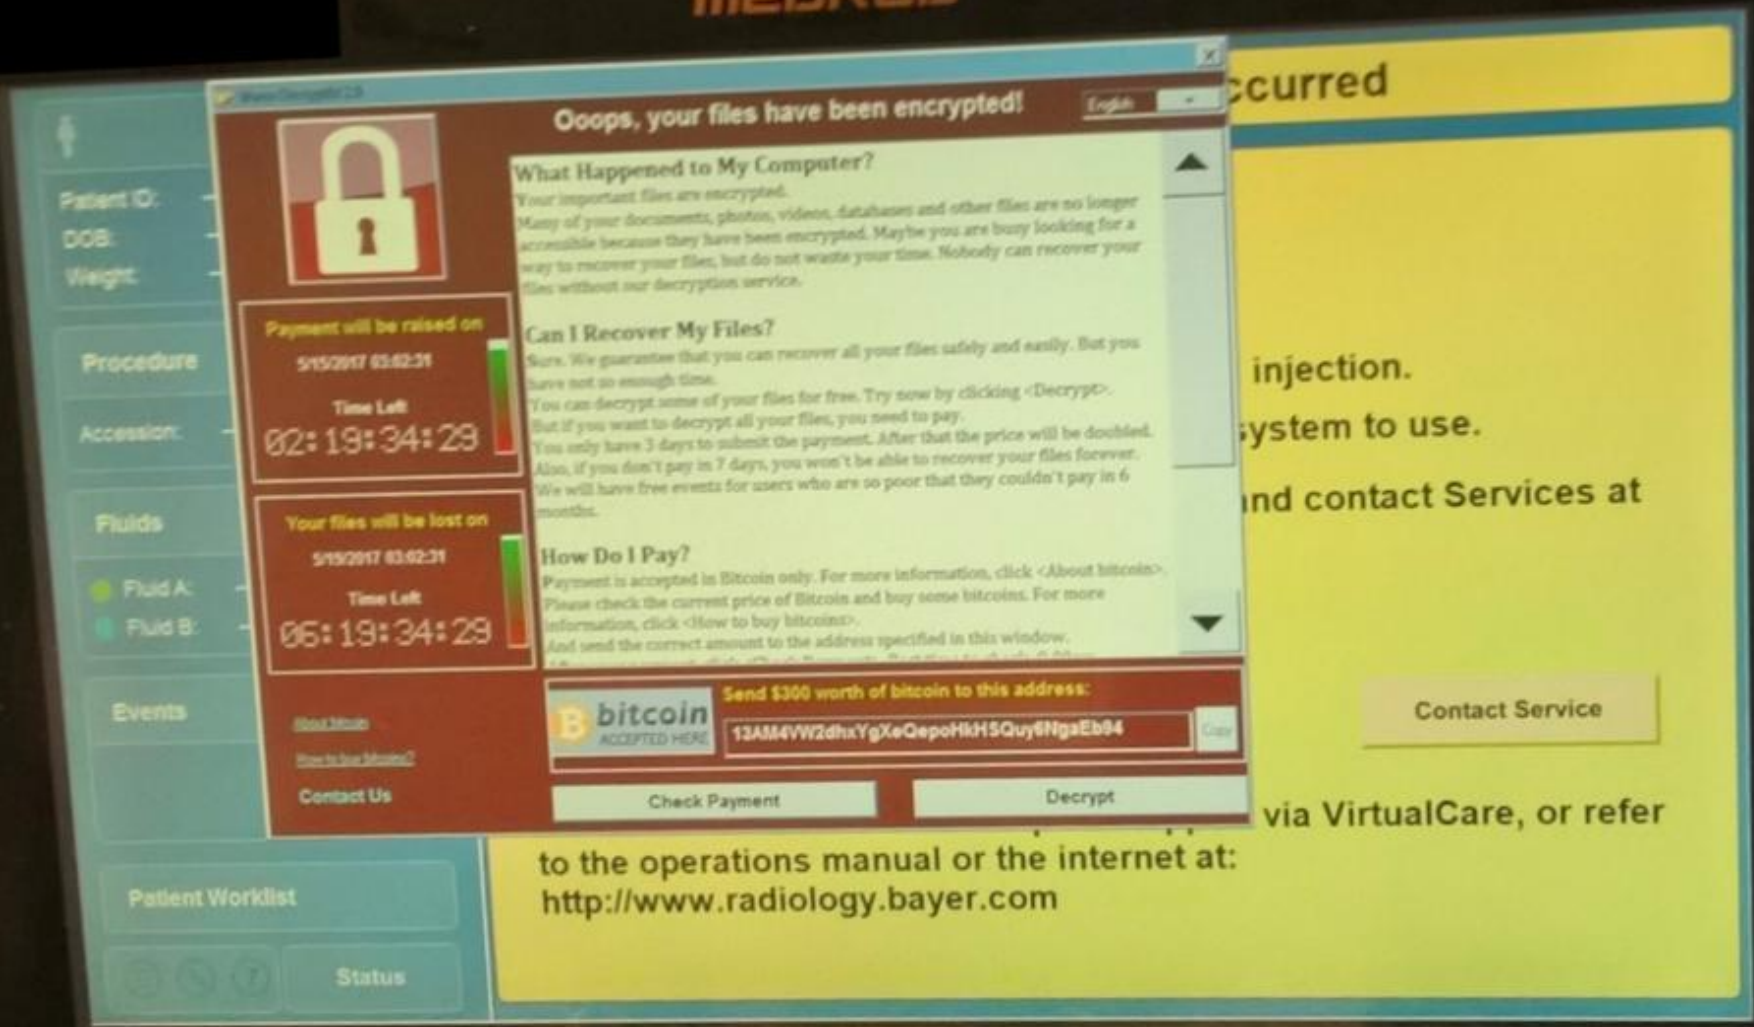 MEDRAD
Wana Decrypt0r 2.0
Ooops, your files have been encrypted!
English
ccurred
What Happened to My Computer?
Your important files are encrypted.
Many of your documents, photos, videos, databases and other files are no longer
accessible because they have been encrypted. Maybe you are busy looking for a
way to recover your files, but do not waste your time. Nobody can recover your
files without our decryption service.
Can I Recover My Files?
Sure. We guarantee that you can recover all your files safely and easily. But you
have not so enough time.
You can decrypt some of your files for free. Try now by clicking <Decrypt>.
But if you want to decrypt all your files, you need to pay.
You only have 3 days to submit the payment. After that the price will be doubled.
Also, if you don't pay in 7 days, you won't be able to recover your files forever.
We will have free events for users who are so poor that they couldn't pay in 6
months.
How Do I Pay?
Payment is accepted in Bitcoin only. For more information, click <About bitcoin>.
Please check the current price of Bitcoin and buy some bitcoins. For more
information, click <How to buy bitcoins>.
And send the correct amount to the address specified in this window.
Payment will be raised on
5/15/2017 03:02:31
Time Left
02:19:34:29
Your files will be lost on
5/19/2017 03:02:31
Time Left
06:19:34:29
About bitcoin
How to buy bitcoins?
Contact Us
bitcoin
ACCEPTED HERE
Send $300 worth of bitcoin to this address:
13AM4VW2dhxYgXeQepoHkHSQuy6NgaEb94
Copy
Check Payment
Decrypt
Patient ID:
DOB:
Weight:
Procedure
Accession:
Fluids
Fluid A:
Fluid B:
Events
Patient Worklist
Status
injection.
system to use.
and contact Services at
Contact Service
via VirtualCare, or refer
to the operations manual or the internet at:
http://www.radiology.bayer.com